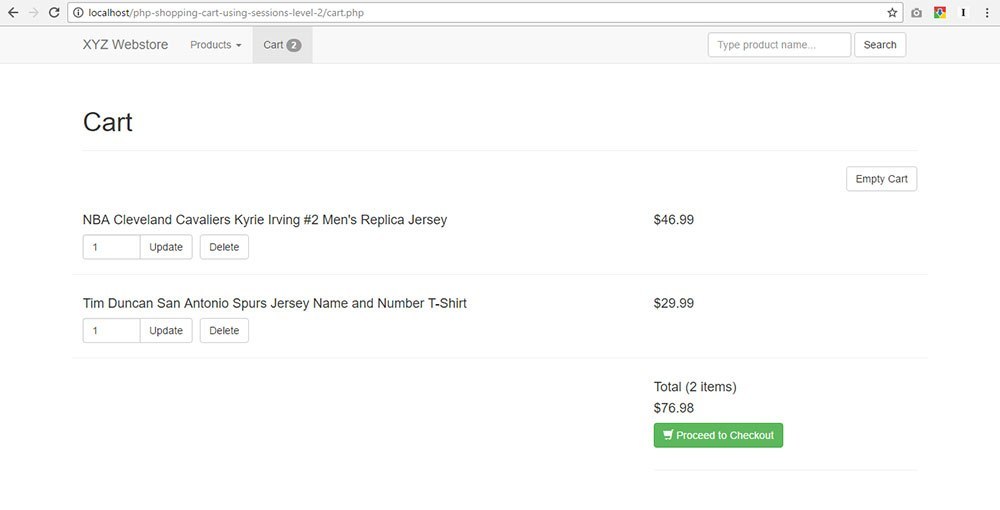 localhost/php-shopping-cart-using-sessions-level-2/cart.php
XYZ Webstore Products Cart 2 Type product name... Search
Cart
Empty Cart
NBA Cleveland Cavaliers Kyrie Irving #2 Men's Replica Jersey $46.99
1 Update Delete
Tim Duncan San Antonio Spurs Jersey Name and Number T-Shirt $29.99
1 Update Delete
Total (2 items)
$76.98
Proceed to Checkout